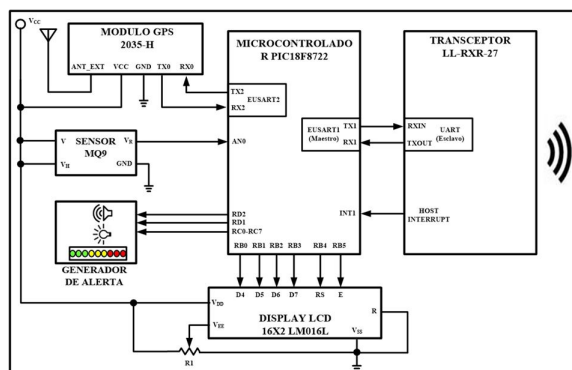 VCC
MODULO GPS
2035-H
ANT_EXT VCC GND TX0 RX0
MICROCONTROLADO
R PIC18F8722
TX2
RX2
EUSART2
TRANSCEPTOR
LL-RXR-27
EUSART1
(Maestro)
TX1
RX1
RXIN
TXOUT
UART
(Esclavo)
V
VH
SENSOR
MQ9
VS
GND
AN0
INT1
HOST
INTERRUPT
RD2
RD1
RC0-RC7
GENERADOR
DE ALERTA
RB0 RB1 RB2 RB3 RB4 RB5
D4 D5 D6 D7 RS E
VDD
VEE
DISPLAY LCD
16X2 LM016L
R
VSS
R1